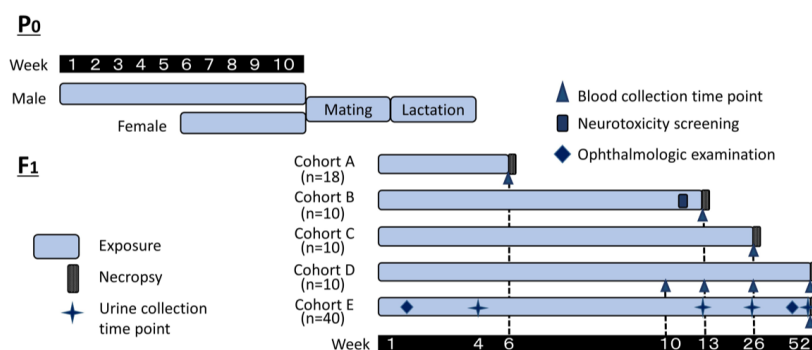 P0
Week 1 2 3 4 5 6 7 8 9 10
Male
Mating Lactation
Female
Blood collection time point
Neurotoxicity screening
Ophthalmologic examination
F1
Cohort A
(n=18)
Cohort B
(n=10)
Cohort C
(n=10)
Cohort D
(n=10)
Cohort E
(n=40)
Exposure
Necropsy
Urine collection
time point
Week 1 4 6 10 13 26 52